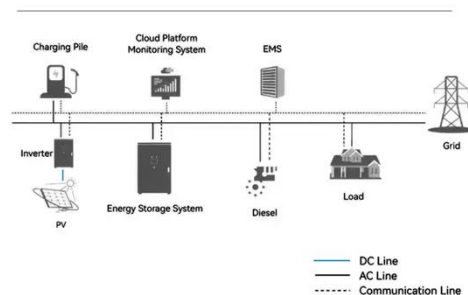 Charging Pile
Cloud Platform
Monitoring System
EMS
Grid
Inverter
PV
Energy Storage System
Diesel
Load
DC Line
AC Line
Communication Line